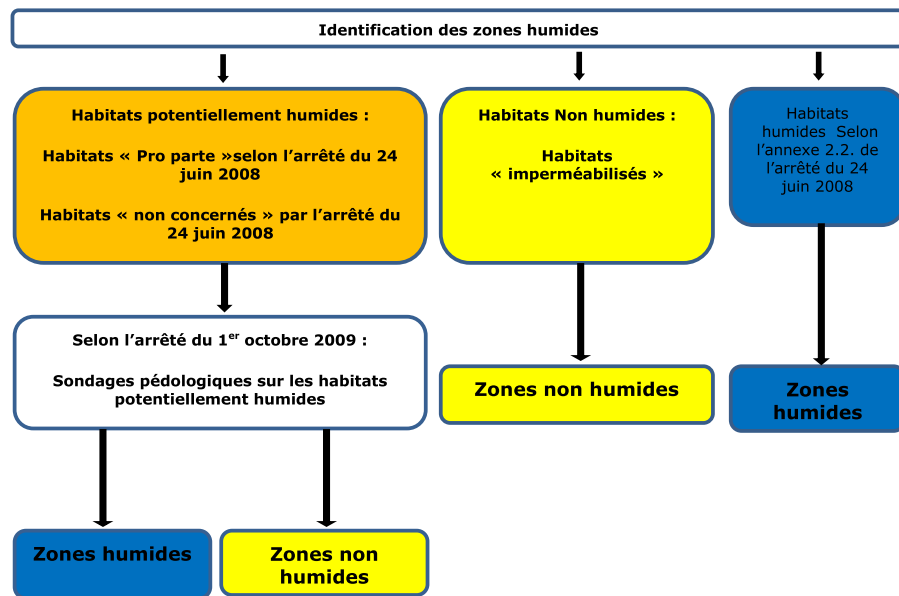 Identification des zones humides
Habitats potentiellement humides :
Habitats « Pro parte »selon l’arrêté du 24
juin 2008
Habitats « non concernés » par l’arrêté du
24 juin 2008
Habitats Non humides :
Habitats
« imperméabilisés »
Habitats
humides Selon
l’annexe 2.2. de
l’arrêté du 24
juin 2008
Selon l’arrêté du 1er octobre 2009 :
Sondages pédologiques sur les habitats
potentiellement humides
Zones non humides
Zones
humides
Zones humides
Zones non
humides